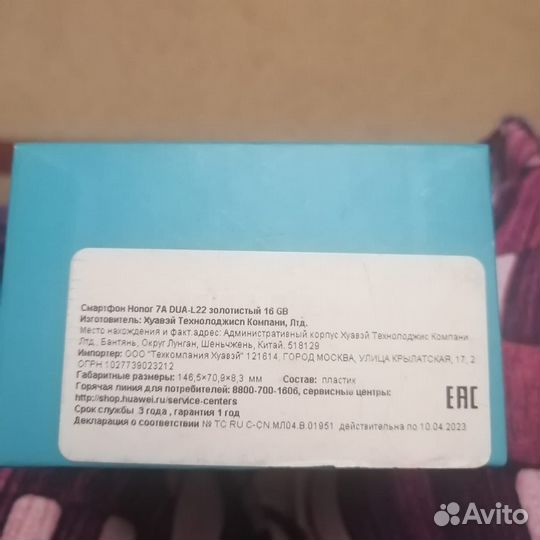 Смартфон Honor 7A DUA-L22 золотистый 16 GB
Изготовитель: Хуавэй Технолоджисп Компани, Лтд.
Место нахождения и факт.адрес: Административный корпус Хуавэй Технолоджис Компани
Лтд., Бантянь, Округ Лунган, Шеньчжень, Китай. 518129
Импортер: ООО "Техкомпания Хуавэй" 121614, ГОРОД МОСКВА, УЛИЦА КРЫЛАТСКАЯ, 17, 2
ОГРН 1027739023212
Габаритные размеры: 146,5×70,9×8,3 мм Состав: пластик
Горячая линия для потребителей: 8800-700-1606, сервисные центры:
http://shop.huawei.ru/service-centers
Срок службы 3 года , гарантия 1 год
Декларация о соответствии № ТС RU C-CN.МЛ04.В.01951 действительна по 10.04.2023
EAC
Avito